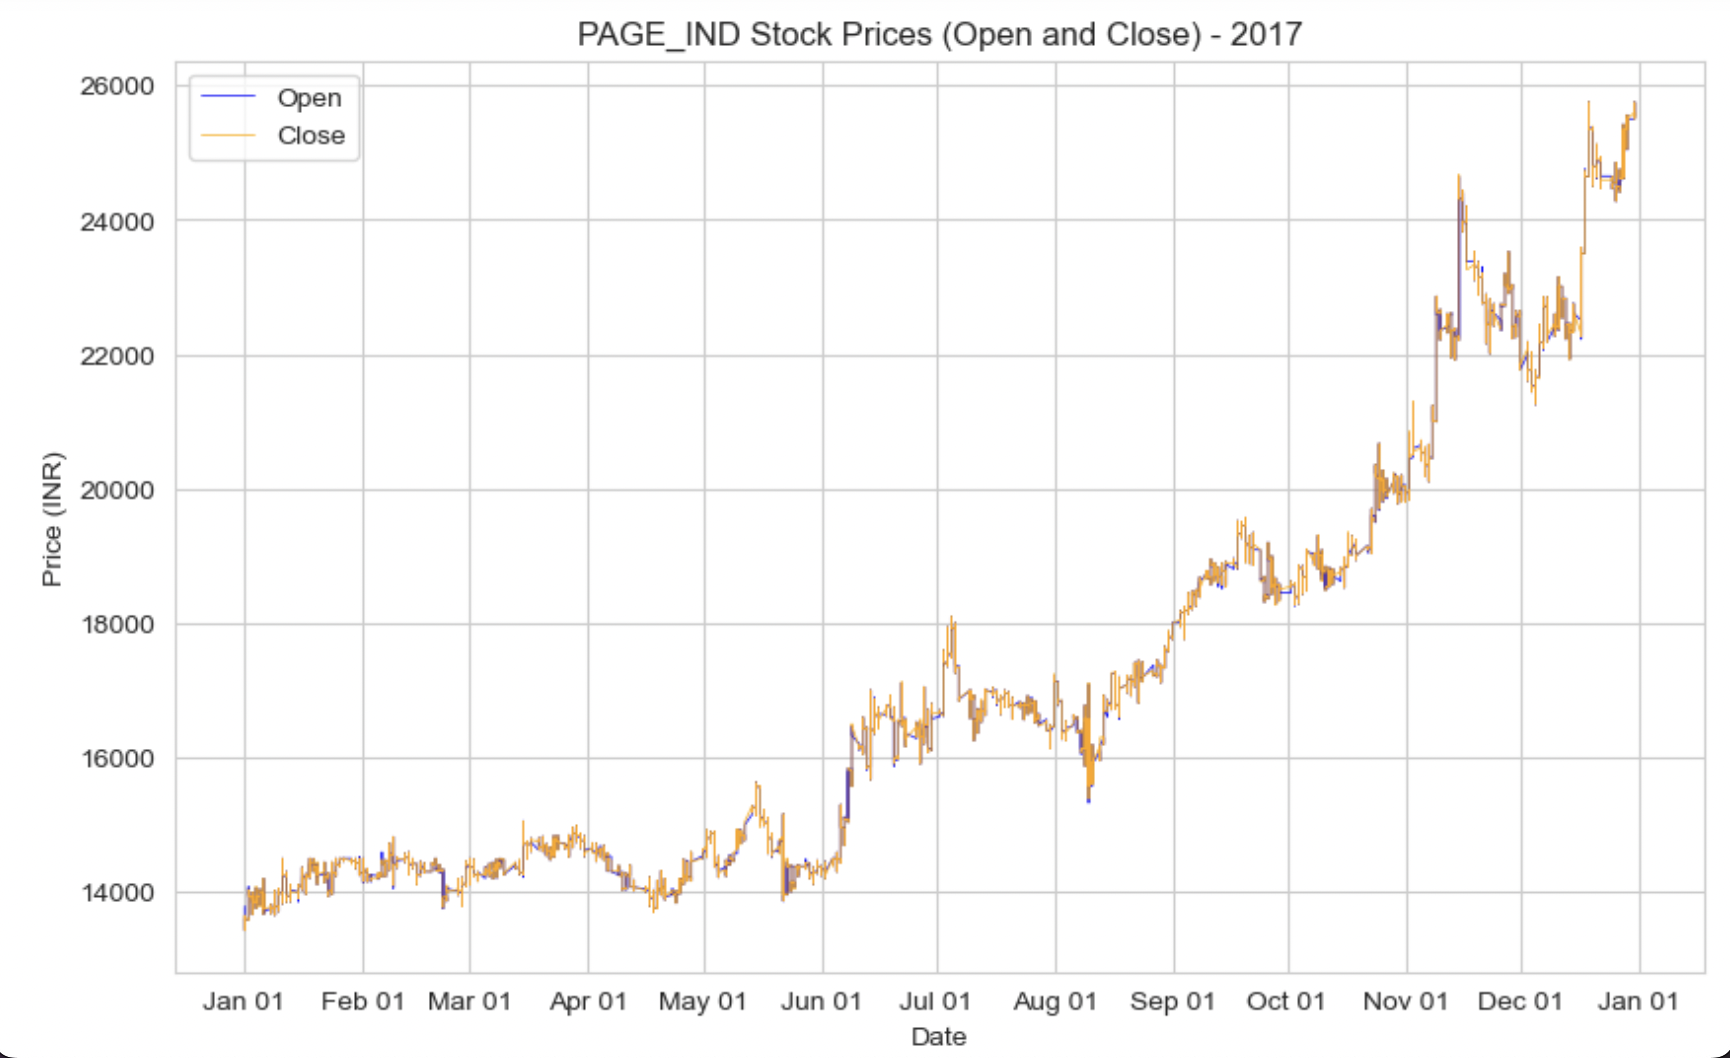 PAGE_IND Stock Prices (Open and Close) - 2017
Open
Close
Price (INR)
26000
24000
22000
20000
18000
16000
14000
Jan 01 Feb 01 Mar 01 Apr 01 May 01 Jun 01 Jul 01 Aug 01 Sep 01 Oct 01 Nov 01 Dec 01 Jan 01
Date